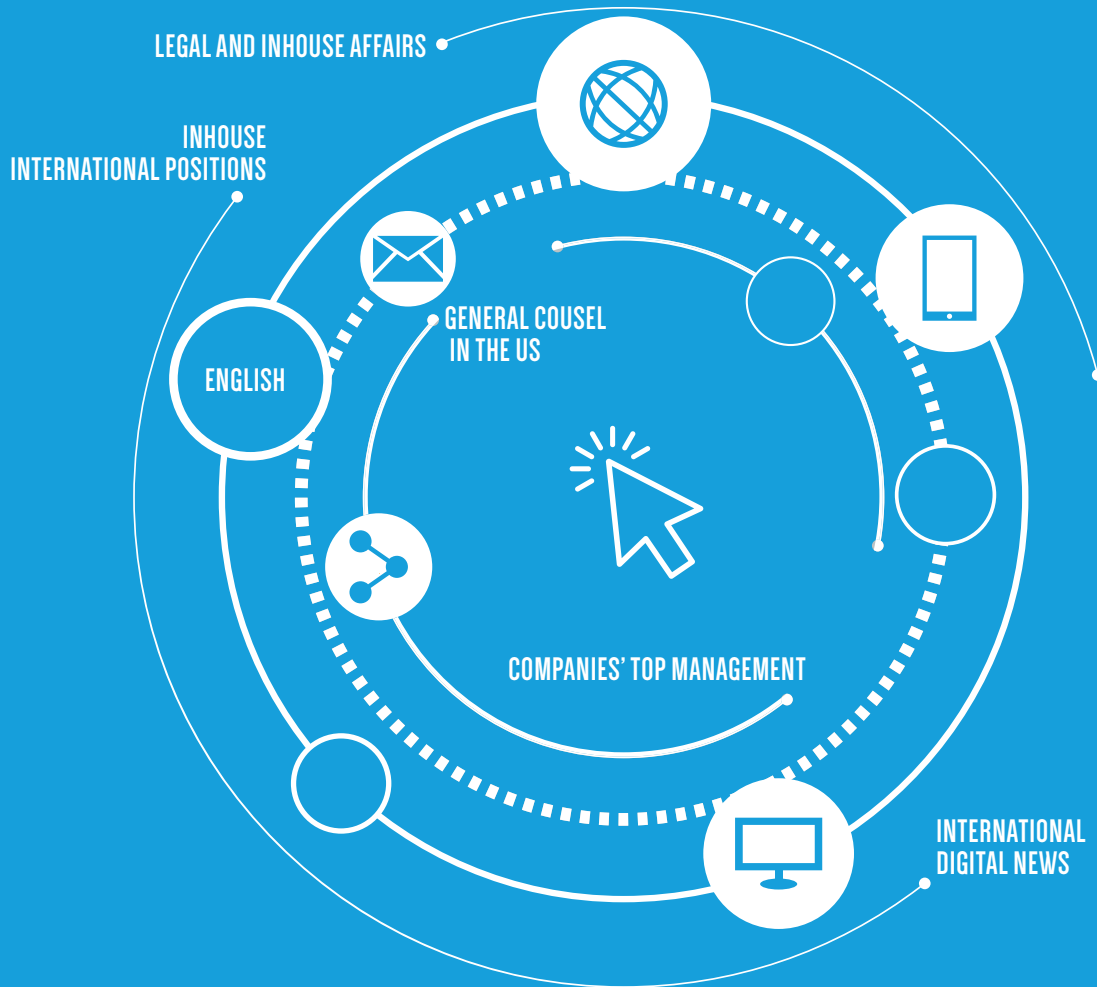 LEGAL AND INHOUSE AFFAIRS
INHOUSE
INTERNATIONAL POSITIONS
GENERAL COUSEL
IN THE US
ENGLISH
COMPANIES’ TOP MANAGEMENT
INTERNATIONAL
DIGITAL NEWS